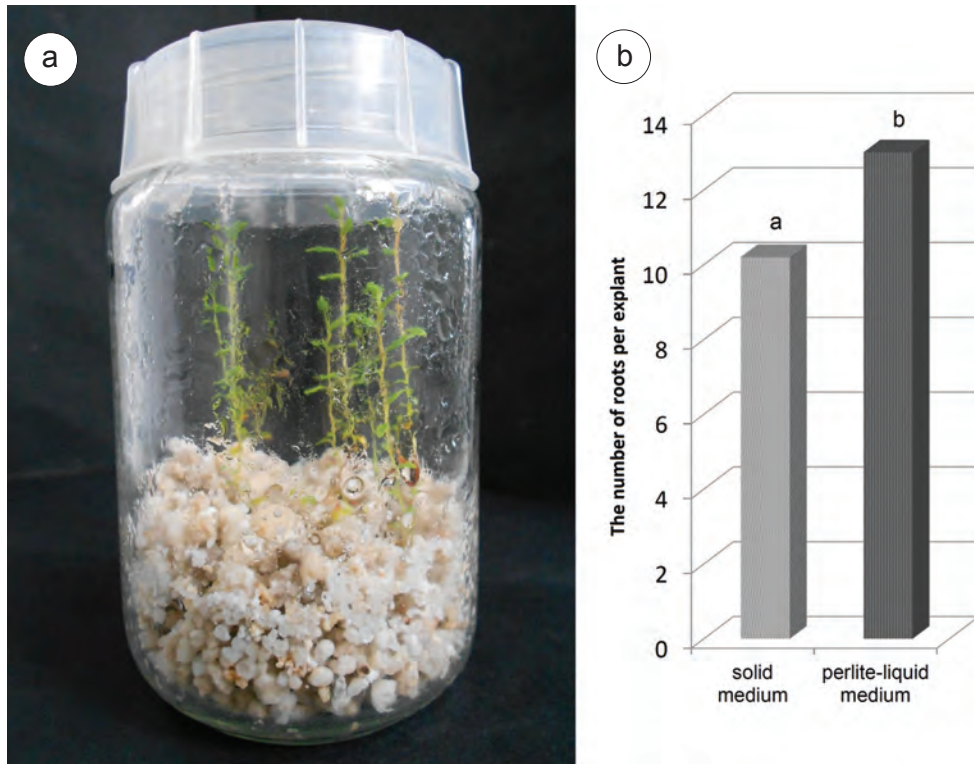 a
b
The number of roots per explant
14
12
10
8
6
4
2
0
a
b
solid
medium
perlite-liquid
medium